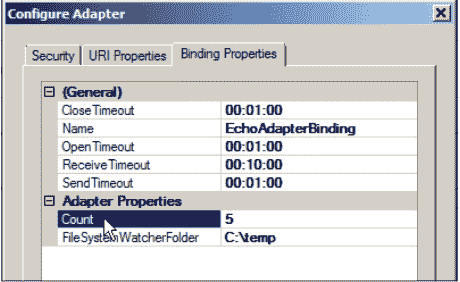 Configure Adapter
Security URI Properties Binding Properties
(General)
CloseTimeout 00:01:00
Name EchoAdapterBinding
OpenTimeout 00:01:00
ReceiveTimeout 00:10:00
SendTimeout 00:01:00
Adapter Properties
Count 5
FileSystemWatcherFolder C:\temp